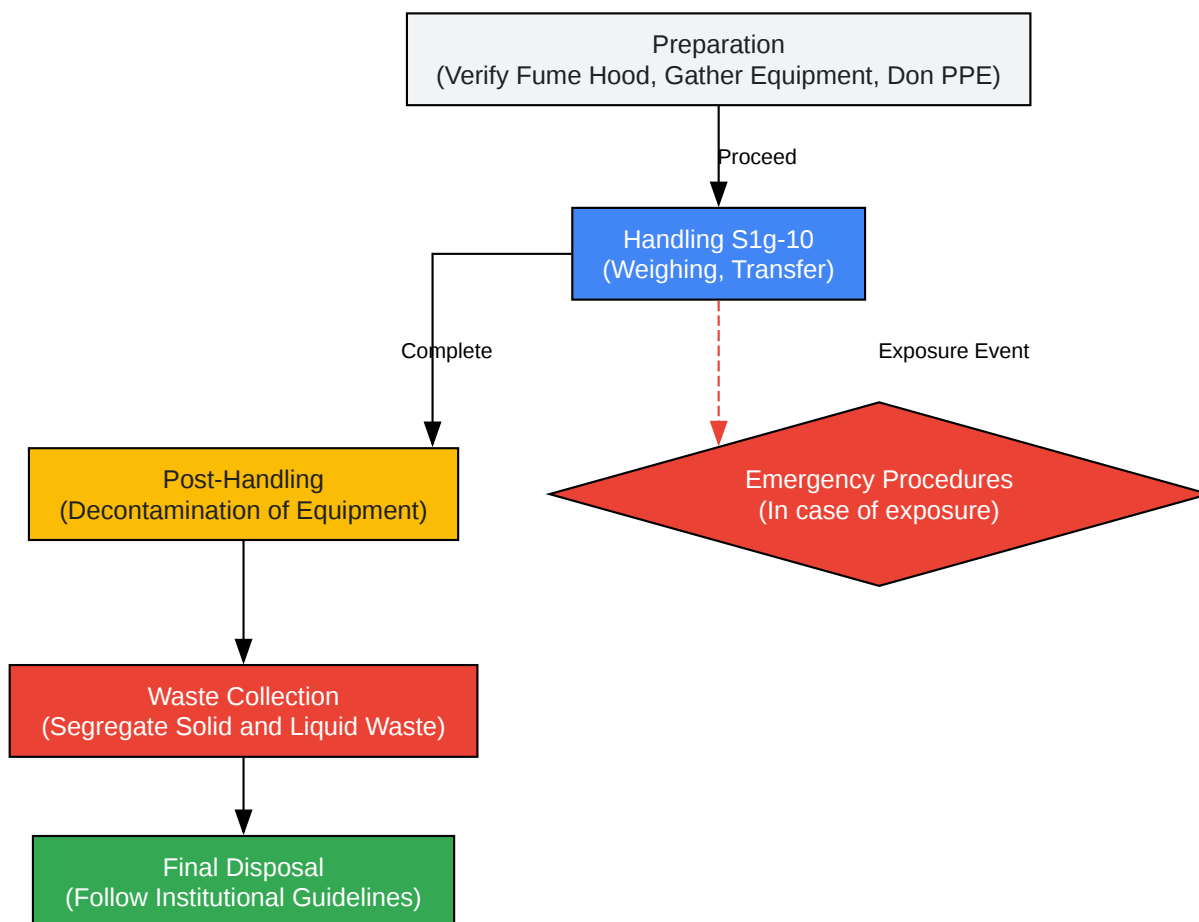 Preparation
(Verify Fume Hood, Gather Equipment, Don PPE)
Proceed
Handling S1g-10
(Weighing, Transfer)
Complete
Exposure Event
Post-Handling
(Decontamination of Equipment)
Emergency Procedures
(In case of exposure)
Waste Collection
(Segregate Solid and Liquid Waste)
Final Disposal
(Follow Institutional Guidelines)